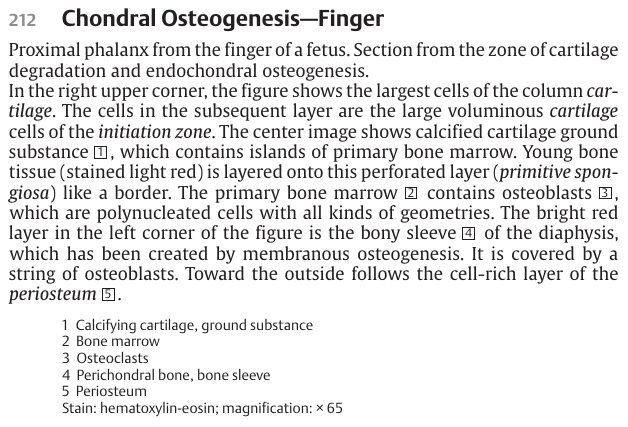 212 Chondral Osteogenesis—Finger
Proximal phalanx from the finger of a fetus. Section from the zone of cartilage
degradation and endochondral osteogenesis.
In the right upper corner, the figure shows the largest cells of the column car-
tilage. The cells in the subsequent layer are the large voluminous cartilage
cells of the initiation zone. The center image shows calcified cartilage ground
substance 1, which contains islands of primary bone marrow. Young bone
tissue (stained light red) is layered onto this perforated layer (primitive spon-
giosa) like a border. The primary bone marrow 2 contains osteoblasts 3,
which are polynucleated cells with all kinds of geometries. The bright red
layer in the left corner of the figure is the bony sleeve 4 of the diaphysis,
which has been created by membranous osteogenesis. It is covered by a
string of osteoblasts. Toward the outside follows the cell-rich layer of the
periosteum 5.
1 Calcifying cartilage, ground substance
2 Bone marrow
3 Osteoclasts
4 Perichondral bone, bone sleeve
5 Periosteum
Stain: hematoxylin-eosin; magnification: × 65